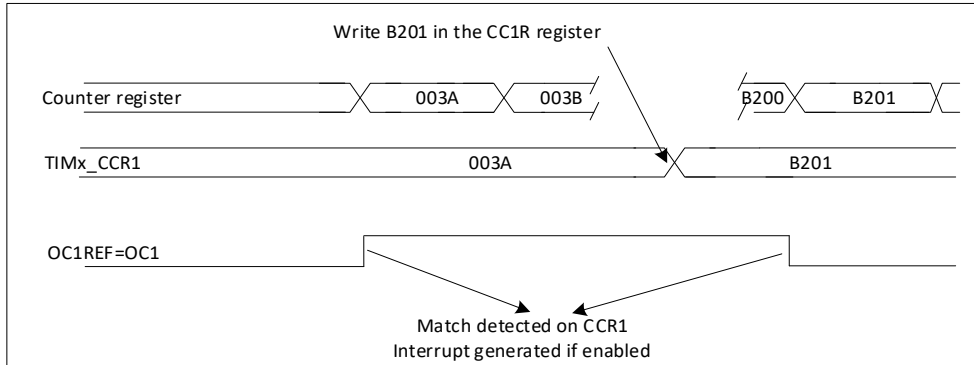 Write B201 in the CC1R register
Counter register 003A 003B B200 B201
TIMx_CCR1 003A B201
OC1REF=OC1
Match detected on CCR1
Interrupt generated if enabled